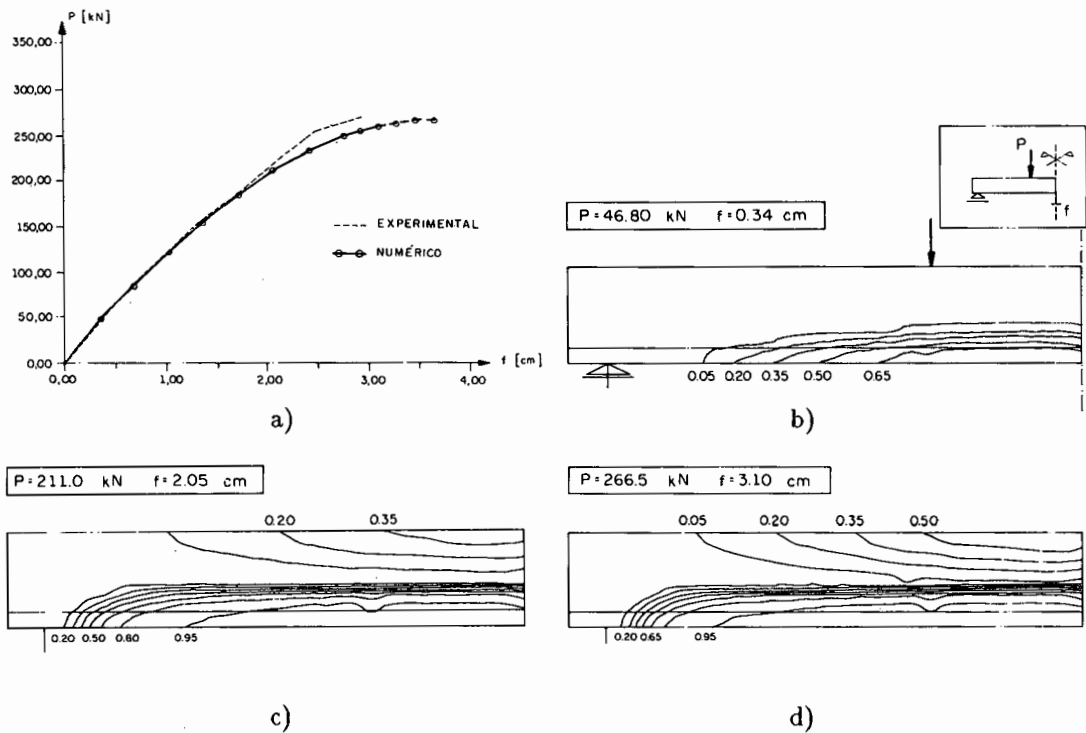 P [kN]
350,00
300,00
250,00
200,00
150,00
100,00
50,00
0,00
0,00
1,00
2,00
3,00
4,00
f [cm]
EXPERIMENTAL
NUMÉRICO
a)
P
f
P = 46.80 kN f = 0.34 cm
0.05 0.20 0.35 0.50 0.65
b)
P = 211.0 kN f = 2.05 cm
0.20 0.35
0.20 0.50 0.80 0.95
c)
P = 266.5 kN f = 3.10 cm
0.05 0.20 0.35 0.50
0.20 0.65 0.95
d)